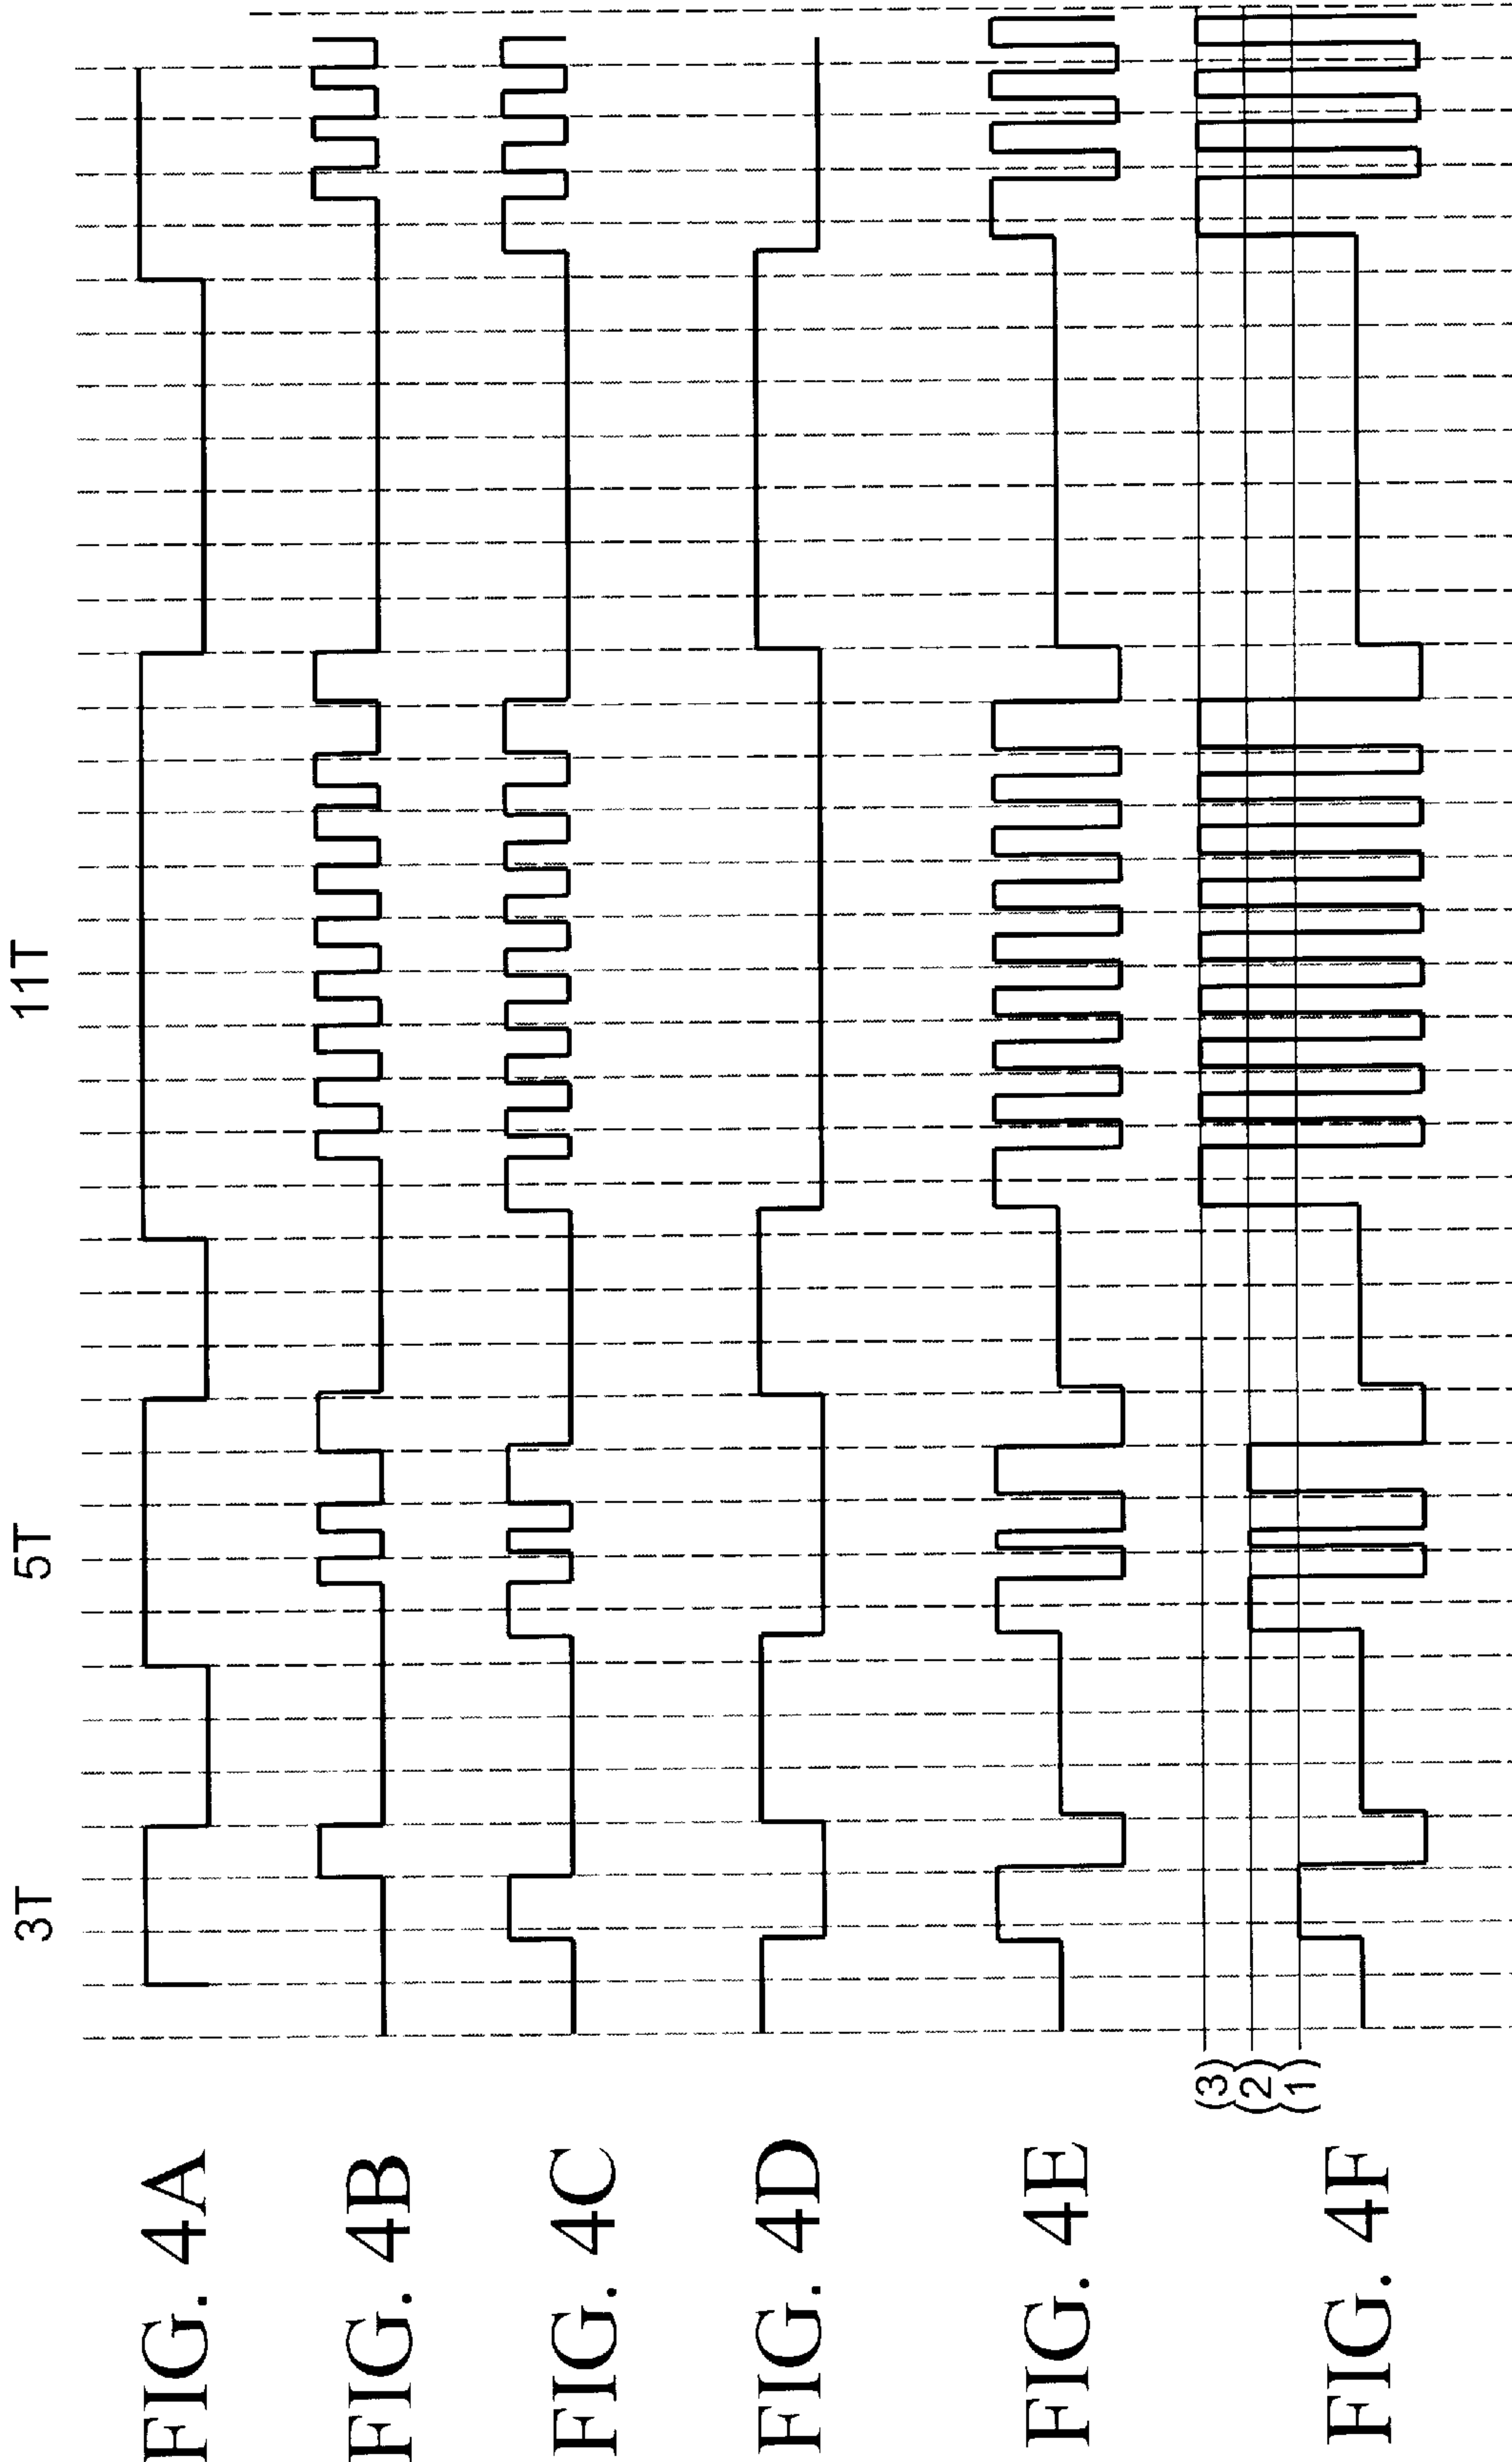 3T 5T 11T
FIG. 4A
FIG. 4B
FIG. 4C
FIG. 4D
FIG. 4E
(3)
(2)
(1)
FIG. 4F